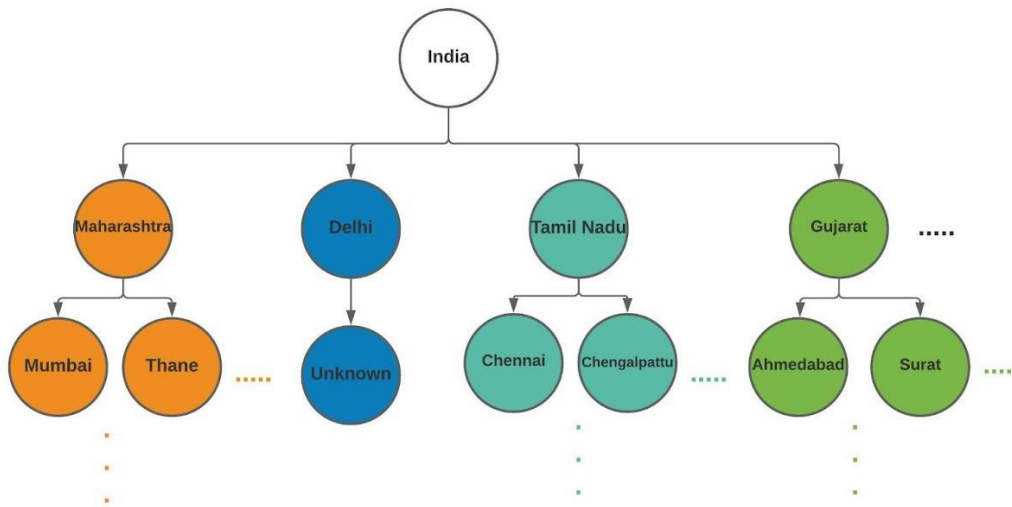 India
Maharashtra
Delhi
Tamil Nadu
Gujarat
.....
Mumbai
Thane
.....
Unknown
Chennai
Chengalpattu
.....
Ahmedabad
Surat
.....